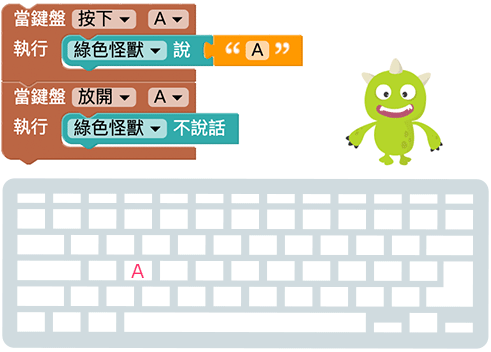 當鍵盤 按下 A
執行 綠色怪獸 說 “ A ”
當鍵盤 放開 A
執行 綠色怪獸 不說話
A